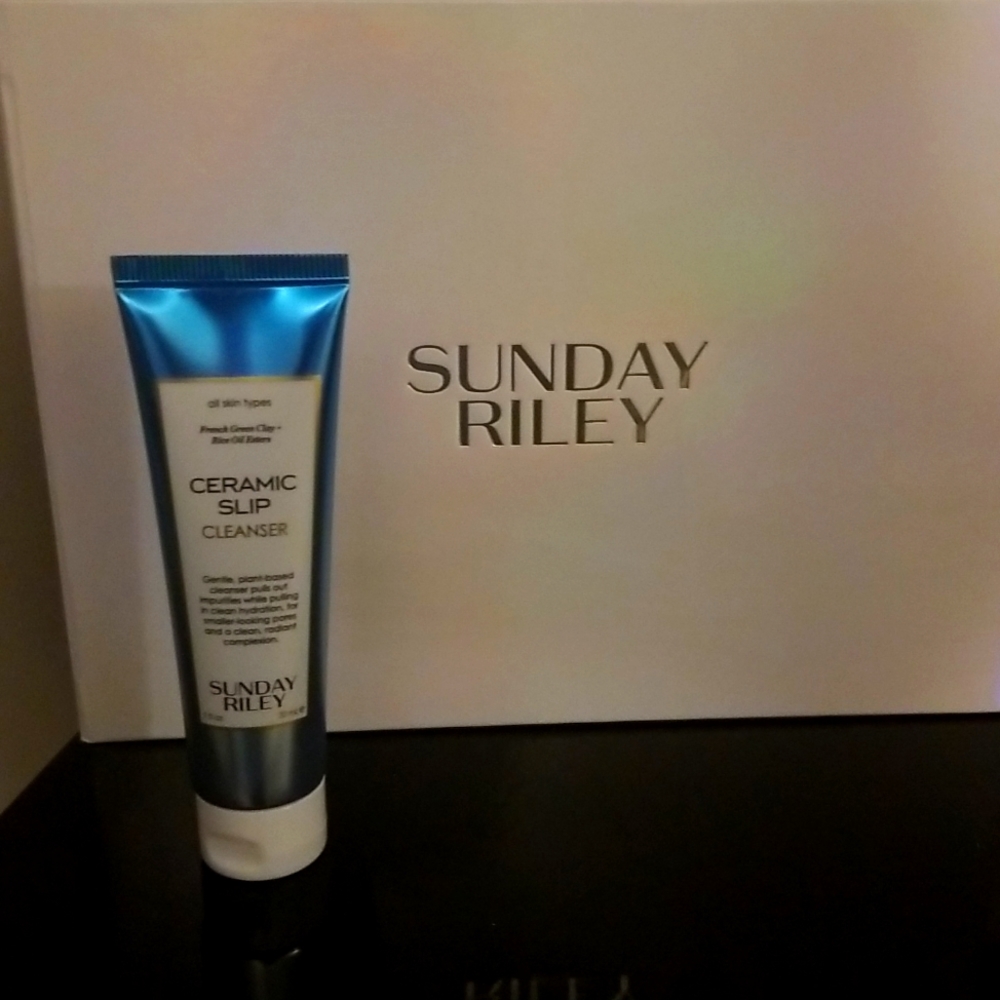 all skin types
French Green Clay +
Rice Oil Esters
CERAMIC
SLIP
CLEANSER
Gentle, plant-based
cleanser pulls out
impurities while pulling
in clean hydration, for
smaller-looking pores
and a clean, radiant
complexion.
SUNDAY
RILEY
SUNDAY
RILEY
RILEY